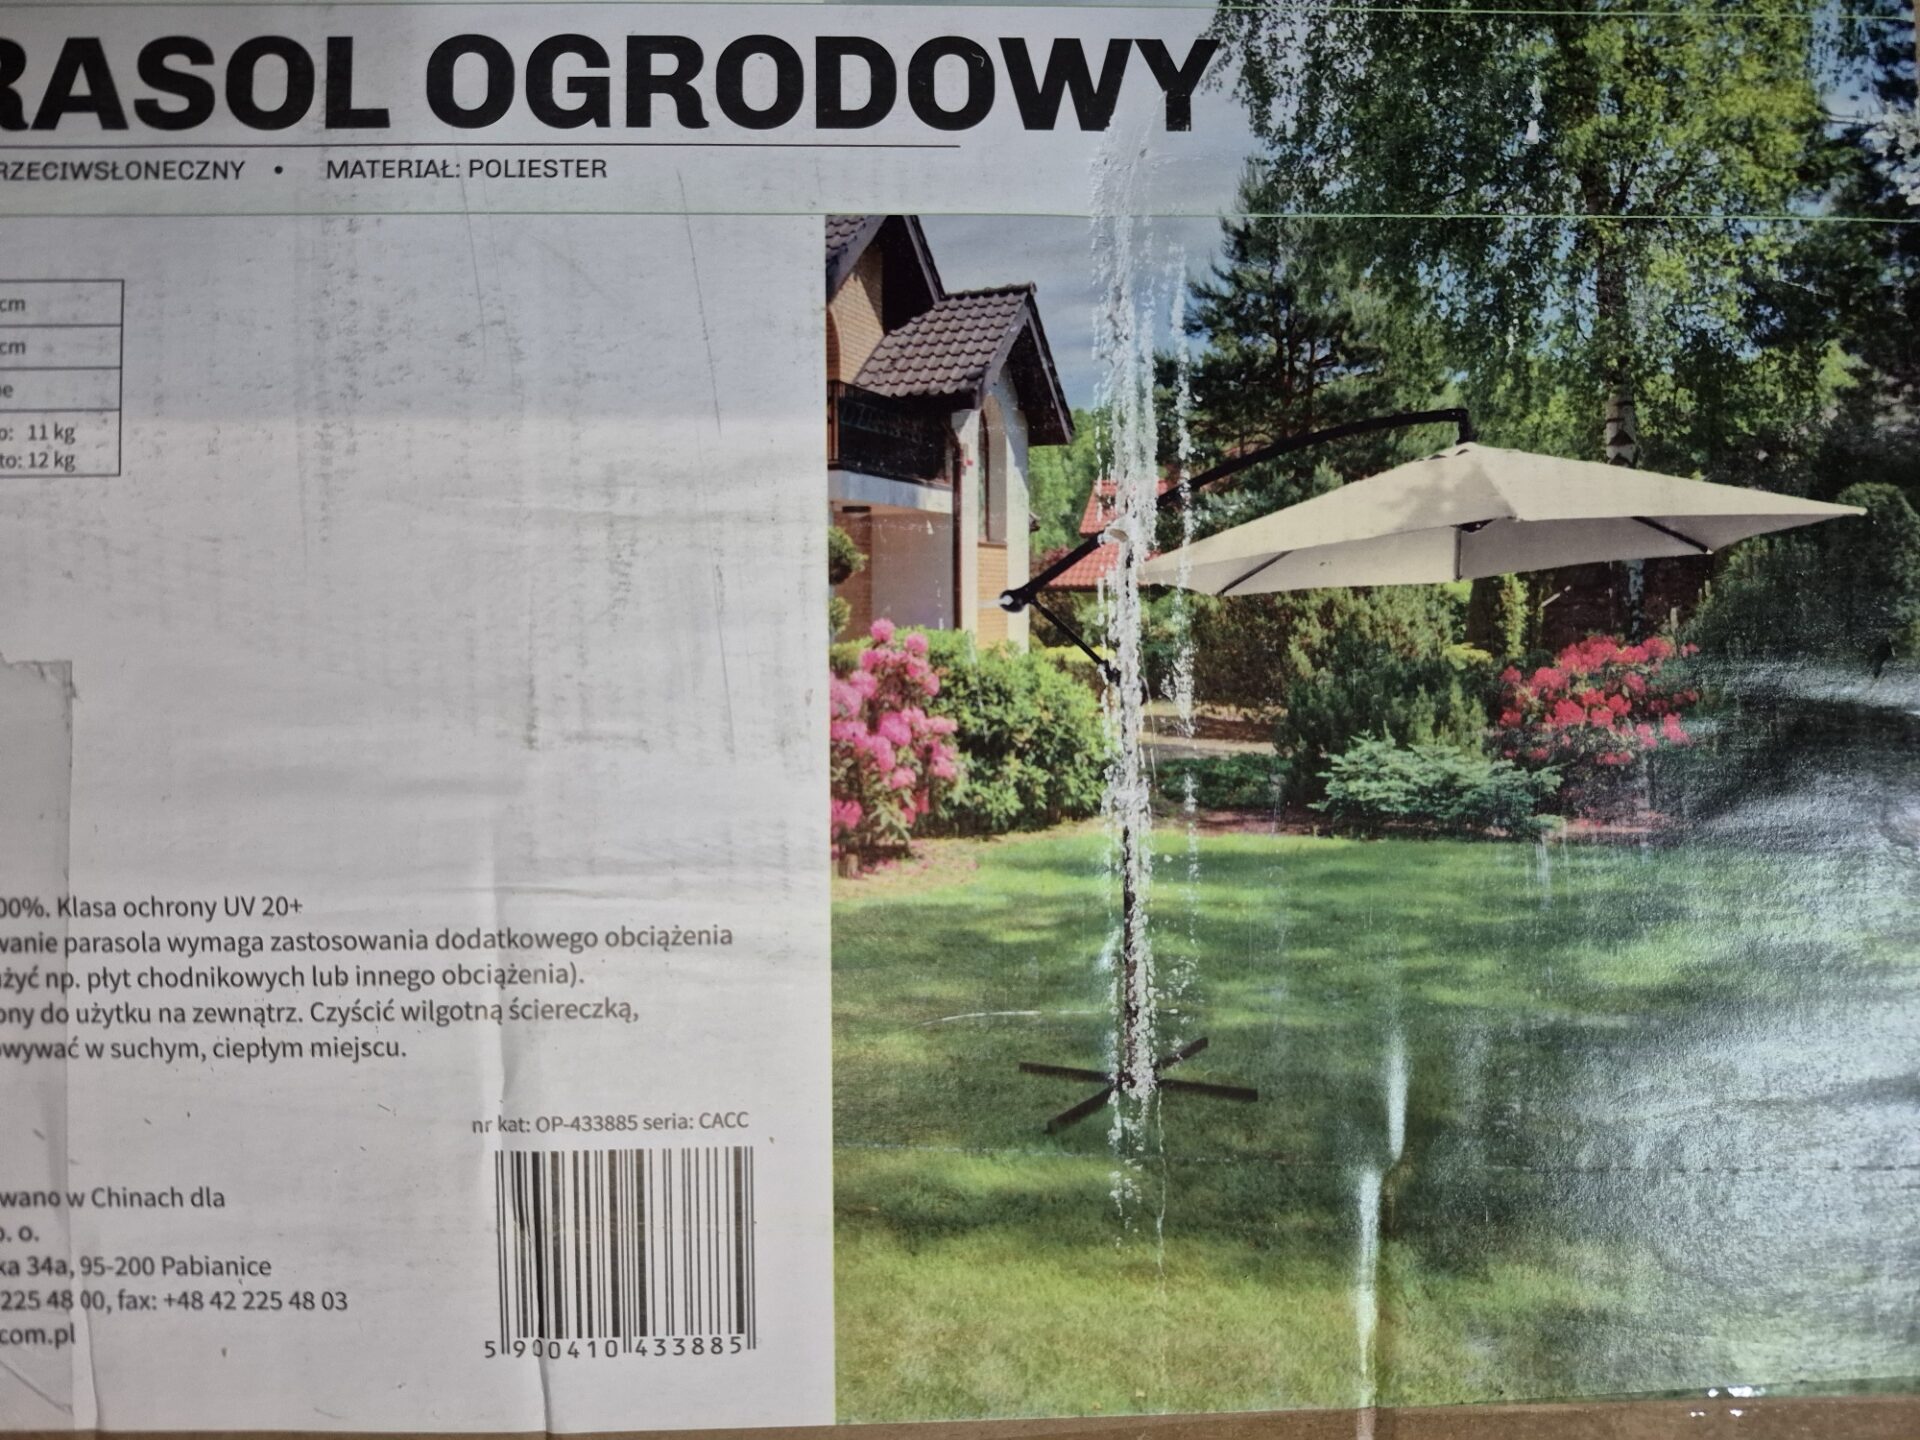 RASOL OGRODOWY
RZECIWSŁONECZNY • MATERIAŁ: POLIESTER
cm
cm
e
o: 11 kg
to: 12 kg
00%. Klasa ochrony UV 20+
wanie parasola wymaga zastosowania dodatkowego obciążenia
żyć np. płyt chodnikowych lub innego obciążenia).
ony do użytku na zewnątrz. Czyścić wilgotną ściereczką,
owywać w suchym, ciepłym miejscu.
nr kat: OP-433885 seria: CACC
wano w Chinach dla
o. o.
ka 34a, 95-200 Pabianice
225 48 00, fax: +48 42 225 48 03
com.pl
5 900410 433885